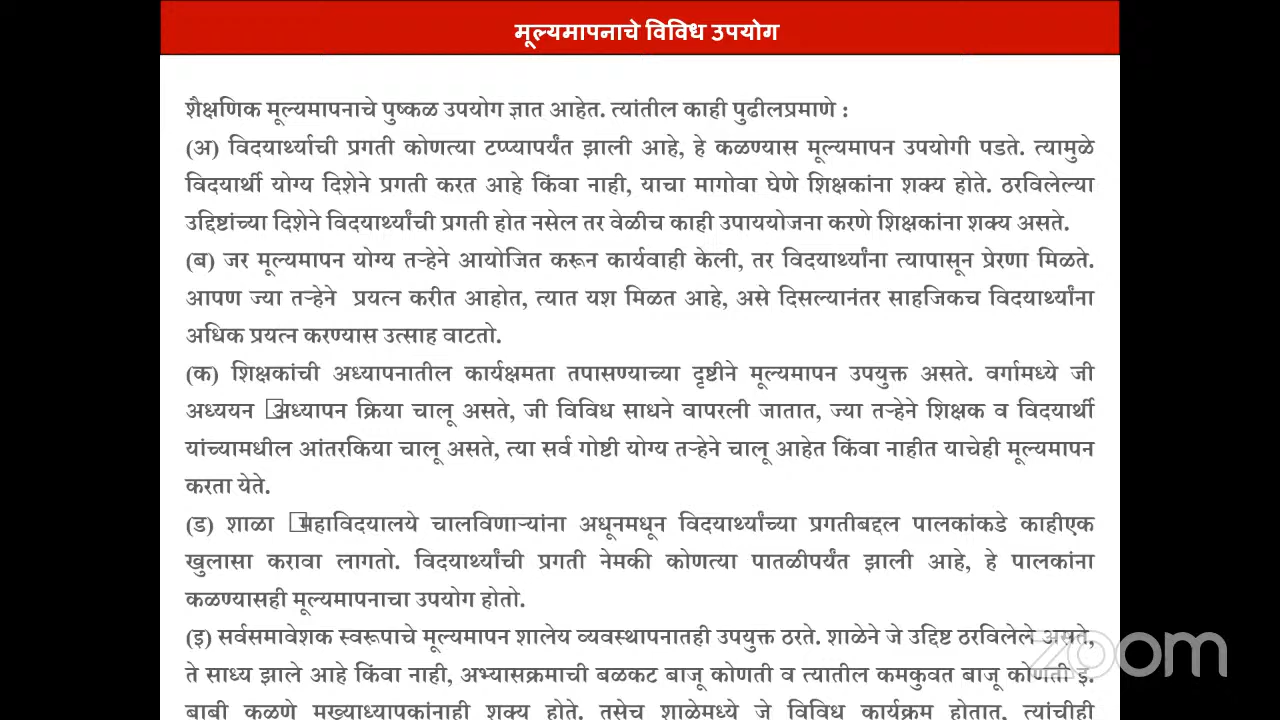 मूल्यमापनाचे विविध उपयोग
शैक्षणिक मूल्यमापनाचे पुष्कळ उपयोग ज्ञात आहेत. त्यांतील काही पुढीलप्रमाणे :
(अ) विदयार्थ्याची प्रगती कोणत्या टप्प्यापर्यंत झाली आहे, हे कळण्यास मूल्यमापन उपयोगी पडते. त्यामुळे
विदयार्थी योग्य दिशेने प्रगती करत आहे किंवा नाही, याचा मागोवा घेणे शिक्षकांना शक्य होते. ठरविलेल्या
उद्दिष्टांच्या दिशेने विदयार्थ्यांची प्रगती होत नसेल तर वेळीच काही उपाययोजना करणे शिक्षकांना शक्य असते.
(ब) जर मूल्यमापन योग्य तऱ्हेने आयोजित करून कार्यवाही केली, तर विदयार्थ्यांना त्यापासून प्रेरणा मिळते.
आपण ज्या तऱ्हेने प्रयत्न करीत आहोत, त्यात यश मिळत आहे, असे दिसल्यानंतर साहजिकच विदयार्थ्यांना
अधिक प्रयत्न करण्यास उत्साह वाटतो.
(क) शिक्षकांची अध्यापनातील कार्यक्षमता तपासण्याच्या दृष्टीने मूल्यमापन उपयुक्त असते. वर्गामध्ये जी
अध्ययन अध्यापन क्रिया चालू असते, जी विविध साधने वापरली जातात, ज्या तऱ्हेने शिक्षक व विदयार्थी
यांच्यामधील आंतरकिया चालू असते, त्या सर्व गोष्टी योग्य तऱ्हेने चालू आहेत किंवा नाहीत याचेही मूल्यमापन
करता येते.
(ड) शाळा महाविदयालये चालविणाऱ्यांना अधूनमधून विदयार्थ्यांच्या प्रगतीबद्दल पालकांकडे काहीएक
खुलासा करावा लागतो. विदयार्थ्यांची प्रगती नेमकी कोणत्या पातळीपर्यंत झाली आहे, हे पालकांना
कळण्यासही मूल्यमापनाचा उपयोग होतो.
(इ) सर्वसमावेशक स्वरूपाचे मूल्यमापन शालेय व्यवस्थापनातही उपयुक्त ठरते. शाळेने जे उद्दिष्ट ठरविलेले असते,
ते साध्य झाले आहे किंवा नाही, अभ्यासक्रमाची बळकट बाजू कोणती व त्यातील कमकुवत बाजू कोणती इ.
बाबी कळणे मुख्याध्यापकांनाही शक्य होते. तसेच शाळेमध्ये जे विविध कार्यक्रम होतात, त्यांचीही
zoom